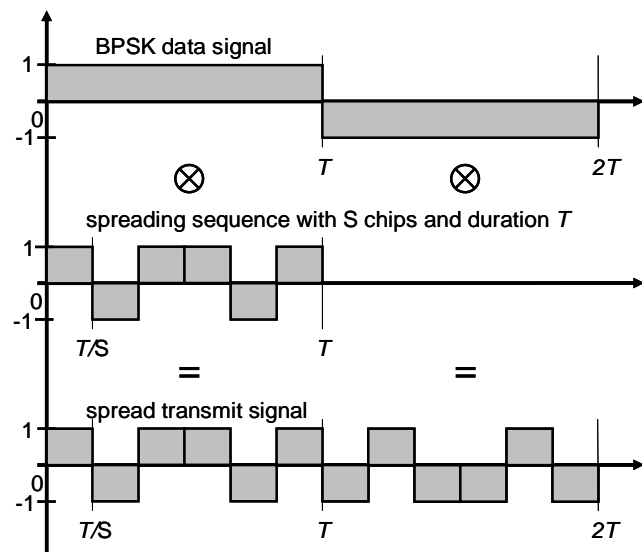 BPSK data signal
1
0
-1
T 2T
⊗ ⊗
spreading sequence with S chips and duration T
1
0
-1
T/S T
= =
spread transmit signal
1
0
-1
T/S T 2T